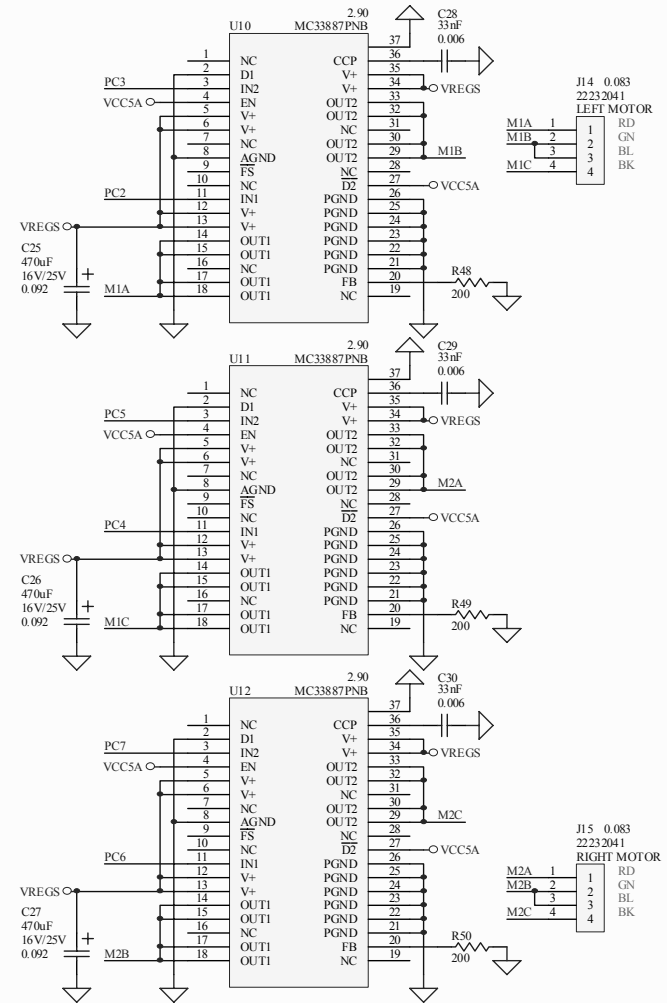 2.90
U10 MC33887PNB
C28
33nF
0.006
1 NC
2 D1
PC3 3 IN2
VCC5A 4 EN
5 V+
6 V+
7 NC
8 AGND
9 FS
10 NC
PC2 11 IN1
12 V+
VREGS 13 V+
14 OUT1
15 OUT1
16 NC
17 OUT1
M1A 18 OUT1
37
CCP 36
V+ 35
V+ 34 VREGS
OUT2 33
OUT2 32
NC 31
OUT2 30
OUT2 29 M1B
NC 28
D2 27 VCC5A
PGND 26
PGND 25
PGND 24
PGND 23
PGND 22
PGND 21
FB 20
NC 19
R48
200
C25
470uF
16V/25V
0.092
+
J14 0.083
22232041
LEFT MOTOR
M1A 1 1 RD
M1B 2 2 GN
3 3 BL
M1C 4 4 BK
2.90
U11 MC33887PNB
C29
33nF
0.006
1 NC
2 D1
PC5 3 IN2
VCC5A 4 EN
5 V+
6 V+
7 NC
8 AGND
9 FS
10 NC
PC4 11 IN1
12 V+
VREGS 13 V+
14 OUT1
15 OUT1
16 NC
17 OUT1
M1C 18 OUT1
37
CCP 36
V+ 35
V+ 34 VREGS
OUT2 33
OUT2 32
NC 31
OUT2 30
OUT2 29 M2A
NC 28
D2 27 VCC5A
PGND 26
PGND 25
PGND 24
PGND 23
PGND 22
PGND 21
FB 20
NC 19
R49
200
C26
470uF
16V/25V
0.092
+
2.90
U12 MC33887PNB
C30
33nF
0.006
1 NC
2 D1
PC7 3 IN2
VCC5A 4 EN
5 V+
6 V+
7 NC
8 AGND
9 FS
10 NC
PC6 11 IN1
12 V+
VREGS 13 V+
14 OUT1
15 OUT1
16 NC
17 OUT1
M2B 18 OUT1
37
CCP 36
V+ 35
V+ 34 VREGS
OUT2 33
OUT2 32
NC 31
OUT2 30
OUT2 29 M2C
NC 28
D2 27 VCC5A
PGND 26
PGND 25
PGND 24
PGND 23
PGND 22
PGND 21
FB 20
NC 19
R50
200
C27
470uF
16V/25V
0.092
+
J15 0.083
22232041
RIGHT MOTOR
M2A 1 1 RD
M2B 2 2 GN
3 3 BL
M2C 4 4 BK